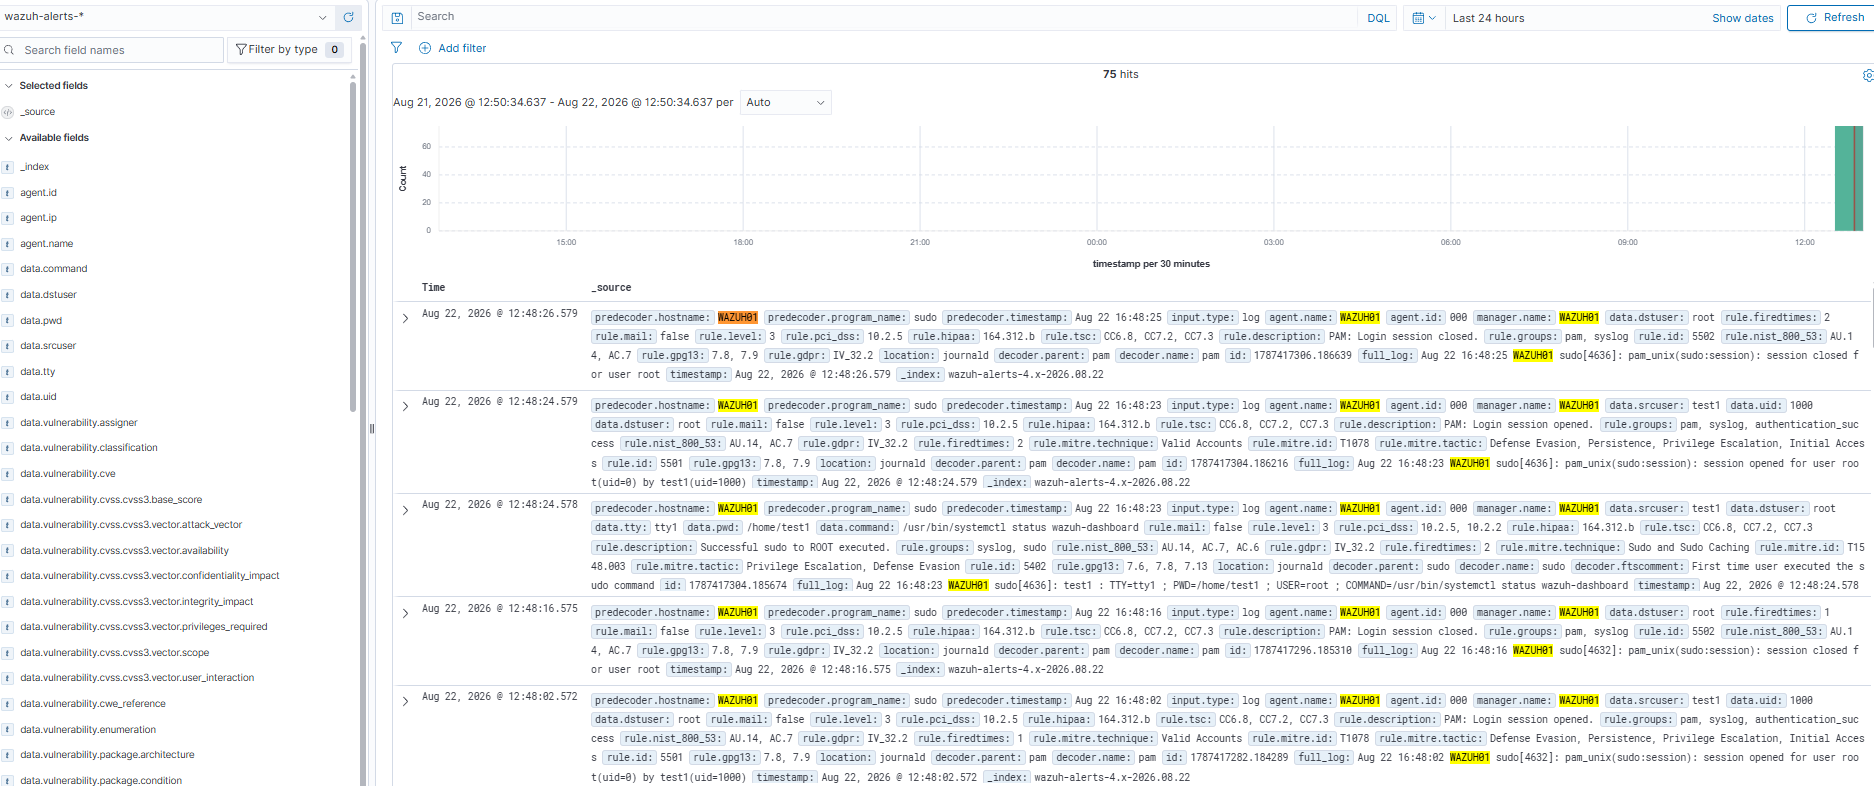 wazuh-alerts-*
Search field names
Filter by type 0
Selected fields
_source
Available fields
t _index
t agent.id
t agent.ip
t agent.name
t data.command
t data.dstuser
t data.pwd
t data.srcuser
t data.tty
t data.uid
t data.vulnerability.assigner
t data.vulnerability.classification
t data.vulnerability.cve
t data.vulnerability.cvss.cvss3.base_score
t data.vulnerability.cvss.cvss3.vector.attack_vector
t data.vulnerability.cvss.cvss3.vector.availability
t data.vulnerability.cvss.cvss3.vector.confidentiality_impact
t data.vulnerability.cvss.cvss3.vector.integrity_impact
t data.vulnerability.cvss.cvss3.vector.privileges_required
t data.vulnerability.cvss.cvss3.vector.scope
t data.vulnerability.cvss.cvss3.vector.user_interaction
t data.vulnerability.cwe_reference
t data.vulnerability.enumeration
t data.vulnerability.package.architecture
t data.vulnerability.package.condition
Search DQL Last 24 hours Show dates Refresh
Add filter
75 hits
Aug 21, 2026 @ 12:50:34.637 - Aug 22, 2026 @ 12:50:34.637 per Auto
Count
60
40
20
0
15:00 18:00 21:00 00:00 03:00 06:00 09:00 12:00
timestamp per 30 minutes
Time _source
Aug 22, 2026 @ 12:48:26.579 predecoder.hostname: WAZUH01 predecoder.program_name: sudo predecoder.timestamp: Aug 22 16:48:25 input.type: log agent.name: WAZUH01 agent.id: 000 manager.name: WAZUH01 data.dstuser: root rule.firedtimes: 2
rule.mail: false rule.level: 3 rule.pci_dss: 10.2.5 rule.hipaa: 164.312.b rule.tsc: CC6.8, CC7.2, CC7.3 rule.description: PAM: Login session closed. rule.groups: pam, syslog rule.id: 5502 rule.nist_800_53: AU.1
4, AC.7 rule.gpg13: 7.8, 7.9 rule.gdpr: IV_32.2 location: journald decoder.parent: pam decoder.name: pam id: 1787417306.186639 full_log: Aug 22 16:48:25 WAZUH01 sudo[4636]: pam_unix(sudo:session): session closed f
or user root timestamp: Aug 22, 2026 @ 12:48:26.579 _index: wazuh-alerts-4.x-2026.08.22
Aug 22, 2026 @ 12:48:24.579 predecoder.hostname: WAZUH01 predecoder.program_name: sudo predecoder.timestamp: Aug 22 16:48:23 input.type: log agent.name: WAZUH01 agent.id: 000 manager.name: WAZUH01 data.srcuser: test1 data.uid: 1000
data.dstuser: root rule.mail: false rule.level: 3 rule.pci_dss: 10.2.5 rule.hipaa: 164.312.b rule.tsc: CC6.8, CC7.2, CC7.3 rule.description: PAM: Login session opened. rule.groups: pam, syslog, authentication_suc
cess rule.nist_800_53: AU.14, AC.7 rule.gdpr: IV_32.2 rule.firedtimes: 2 rule.mitre.technique: Valid Accounts rule.mitre.id: T1078 rule.mitre.tactic: Defense Evasion, Persistence, Privilege Escalation, Initial Acces
s rule.id: 5501 rule.gpg13: 7.8, 7.9 location: journald decoder.parent: pam decoder.name: pam id: 1787417304.186216 full_log: Aug 22 16:48:23 WAZUH01 sudo[4636]: pam_unix(sudo:session): session opened for user roo
t(uid=0) by test1(uid=1000) timestamp: Aug 22, 2026 @ 12:48:24.579 _index: wazuh-alerts-4.x-2026.08.22
Aug 22, 2026 @ 12:48:24.578 predecoder.hostname: WAZUH01 predecoder.program_name: sudo predecoder.timestamp: Aug 22 16:48:23 input.type: log agent.name: WAZUH01 agent.id: 000 manager.name: WAZUH01 data.srcuser: test1 data.dstuser: root
data.tty: tty1 data.pwd: /home/test1 data.command: /usr/bin/systemctl status wazuh-dashboard rule.mail: false rule.level: 3 rule.pci_dss: 10.2.5, 10.2.2 rule.hipaa: 164.312.b rule.tsc: CC6.8, CC7.2, CC7.3
rule.description: Successful sudo to ROOT executed. rule.groups: syslog, sudo rule.nist_800_53: AU.14, AC.7, AC.6 rule.gdpr: IV_32.2 rule.firedtimes: 2 rule.mitre.technique: Sudo and Sudo Caching rule.mitre.id: T15
48.003 rule.mitre.tactic: Privilege Escalation, Defense Evasion rule.id: 5402 rule.gpg13: 7.6, 7.8, 7.13 location: journald decoder.parent: sudo decoder.name: sudo decoder.ftscomment: First time user executed the s
udo command id: 1787417304.185674 full_log: Aug 22 16:48:23 WAZUH01 sudo[4636]: test1 : TTY=tty1 ; PWD=/home/test1 ; USER=root ; COMMAND=/usr/bin/systemctl status wazuh-dashboard timestamp: Aug 22, 2026 @ 12:48:24.578
Aug 22, 2026 @ 12:48:16.575 predecoder.hostname: WAZUH01 predecoder.program_name: sudo predecoder.timestamp: Aug 22 16:48:16 input.type: log agent.name: WAZUH01 agent.id: 000 manager.name: WAZUH01 data.dstuser: root rule.firedtimes: 1
rule.mail: false rule.level: 3 rule.pci_dss: 10.2.5 rule.hipaa: 164.312.b rule.tsc: CC6.8, CC7.2, CC7.3 rule.description: PAM: Login session closed. rule.groups: pam, syslog rule.id: 5502 rule.nist_800_53: AU.1
4, AC.7 rule.gpg13: 7.8, 7.9 rule.gdpr: IV_32.2 location: journald decoder.parent: pam decoder.name: pam id: 1787417296.185310 full_log: Aug 22 16:48:16 WAZUH01 sudo[4632]: pam_unix(sudo:session): session closed f
or user root timestamp: Aug 22, 2026 @ 12:48:16.575 _index: wazuh-alerts-4.x-2026.08.22
Aug 22, 2026 @ 12:48:02.572 predecoder.hostname: WAZUH01 predecoder.program_name: sudo predecoder.timestamp: Aug 22 16:48:02 input.type: log agent.name: WAZUH01 agent.id: 000 manager.name: WAZUH01 data.srcuser: test1 data.uid: 1000
data.dstuser: root rule.mail: false rule.level: 3 rule.pci_dss: 10.2.5 rule.hipaa: 164.312.b rule.tsc: CC6.8, CC7.2, CC7.3 rule.description: PAM: Login session opened. rule.groups: pam, syslog, authentication_suc
cess rule.nist_800_53: AU.14, AC.7 rule.gdpr: IV_32.2 rule.firedtimes: 1 rule.mitre.technique: Valid Accounts rule.mitre.id: T1078 rule.mitre.tactic: Defense Evasion, Persistence, Privilege Escalation, Initial Acces
s rule.id: 5501 rule.gpg13: 7.8, 7.9 location: journald decoder.parent: pam decoder.name: pam id: 1787417282.184289 full_log: Aug 22 16:48:02 WAZUH01 sudo[4632]: pam_unix(sudo:session): session opened for user roo
t(uid=0) by test1(uid=1000) timestamp: Aug 22, 2026 @ 12:48:02.572 _index: wazuh-alerts-4.x-2026.08.22